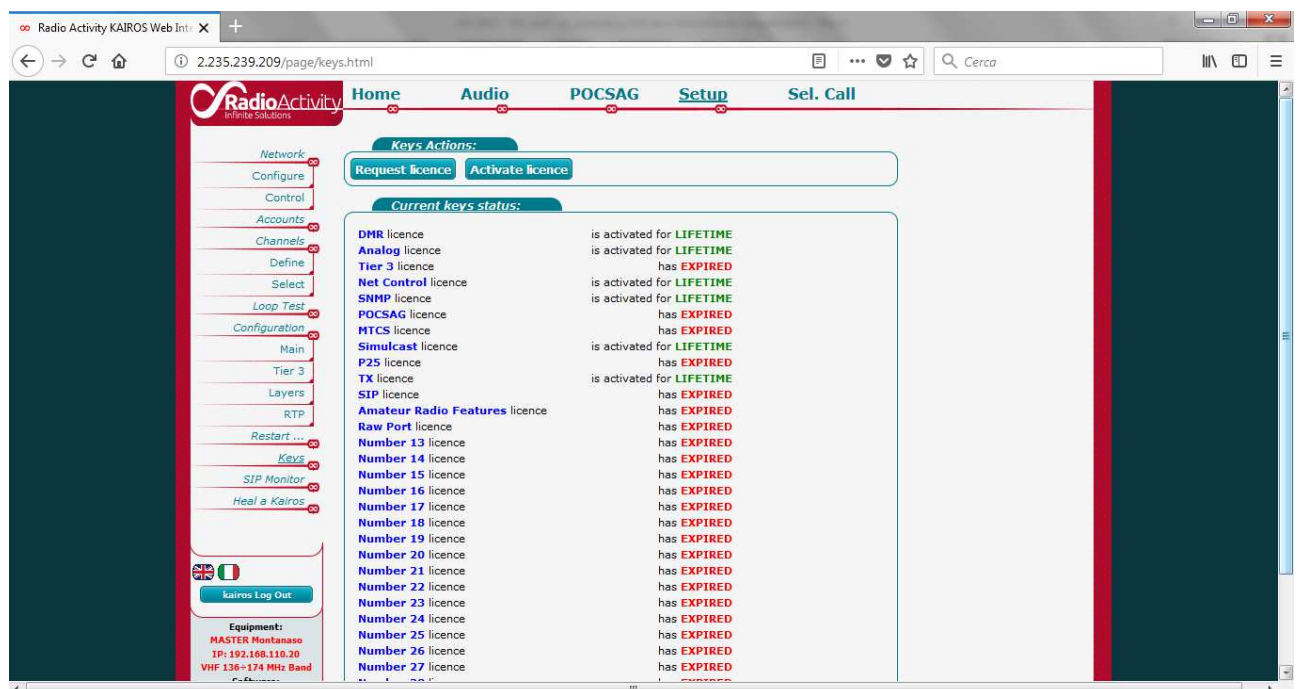 Radio Activity KAIROS Web Inte
2.235.239.209/page/keys.html
Cerca
RadioActivity
Infinite Solutions
Home Audio POCSAG Setup Sel. Call
Network
Configure
Control
Accounts
Channels
Define
Select
Loop Test
Configuration
Main
Tier 3
Layers
RTP
Restart ...
Keys
SIP Monitor
Heal a Kairos
kairos Log Out
Equipment:
MASTER Montanaso
IP: 192.168.110.20
VHF 136÷174 MHz Band
Software:
Keys Actions:
Request licence Activate licence
Current keys status:
DMR licence is activated for LIFETIME
Analog licence is activated for LIFETIME
Tier 3 licence has EXPIRED
Net Control licence is activated for LIFETIME
SNMP licence is activated for LIFETIME
POCSAG licence has EXPIRED
MTCS licence has EXPIRED
Simulcast licence is activated for LIFETIME
P25 licence has EXPIRED
TX licence is activated for LIFETIME
SIP licence has EXPIRED
Amateur Radio Features licence has EXPIRED
Raw Port licence has EXPIRED
Number 13 licence has EXPIRED
Number 14 licence has EXPIRED
Number 15 licence has EXPIRED
Number 16 licence has EXPIRED
Number 17 licence has EXPIRED
Number 18 licence has EXPIRED
Number 19 licence has EXPIRED
Number 20 licence has EXPIRED
Number 21 licence has EXPIRED
Number 22 licence has EXPIRED
Number 23 licence has EXPIRED
Number 24 licence has EXPIRED
Number 25 licence has EXPIRED
Number 26 licence has EXPIRED
Number 27 licence has EXPIRED